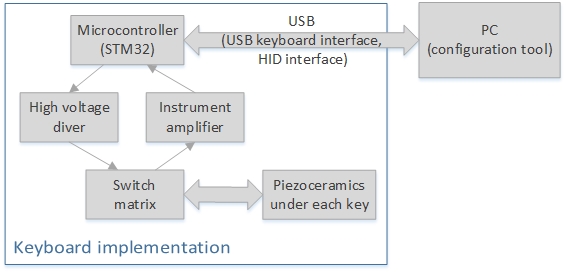 Microcontroller
(STM32)
USB
(USB keyboard interface,
HID interface)
PC
(configuration tool)
High voltage
diver
Instrument
amplifier
Switch
matrix
Piezoceramics
under each key
Keyboard implementation